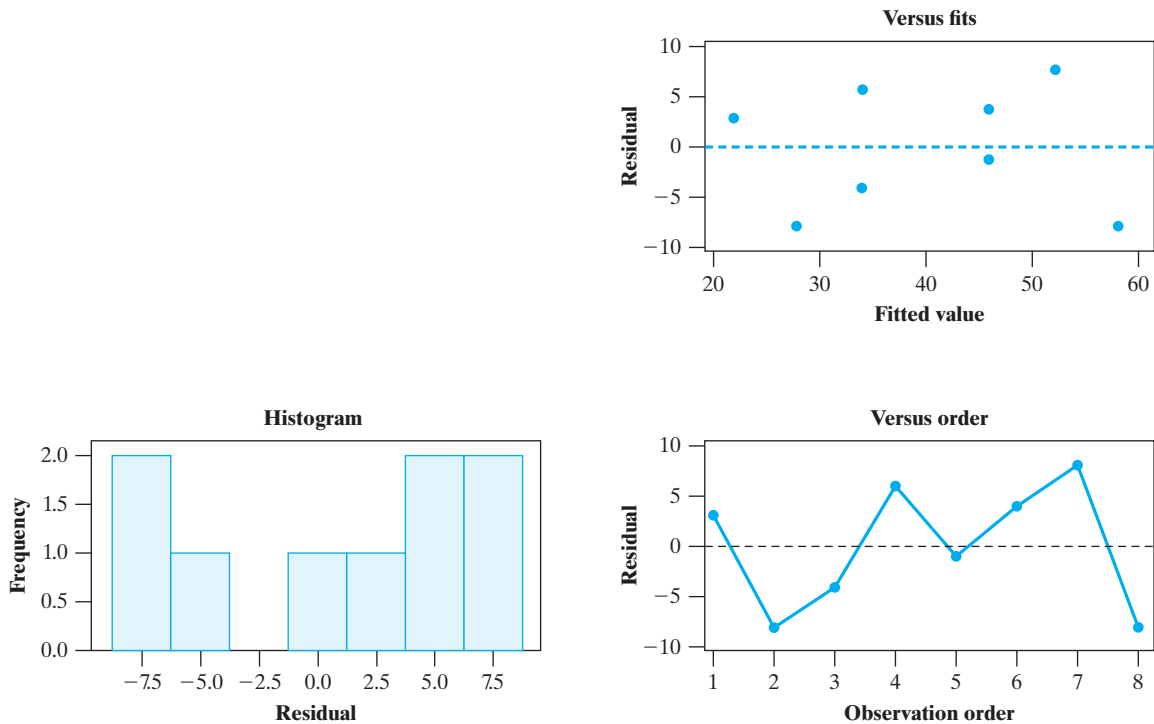 Versus fits
10
5
0
−5
−10
Residual
20 30 40 50 60
Fitted value
Histogram
2.0
1.5
1.0
0.5
0.0
Frequency
−7.5 −5.0 −2.5 0.0 2.5 5.0 7.5
Residual
Versus order
10
5
0
−5
−10
Residual
1 2 3 4 5 6 7 8
Observation order